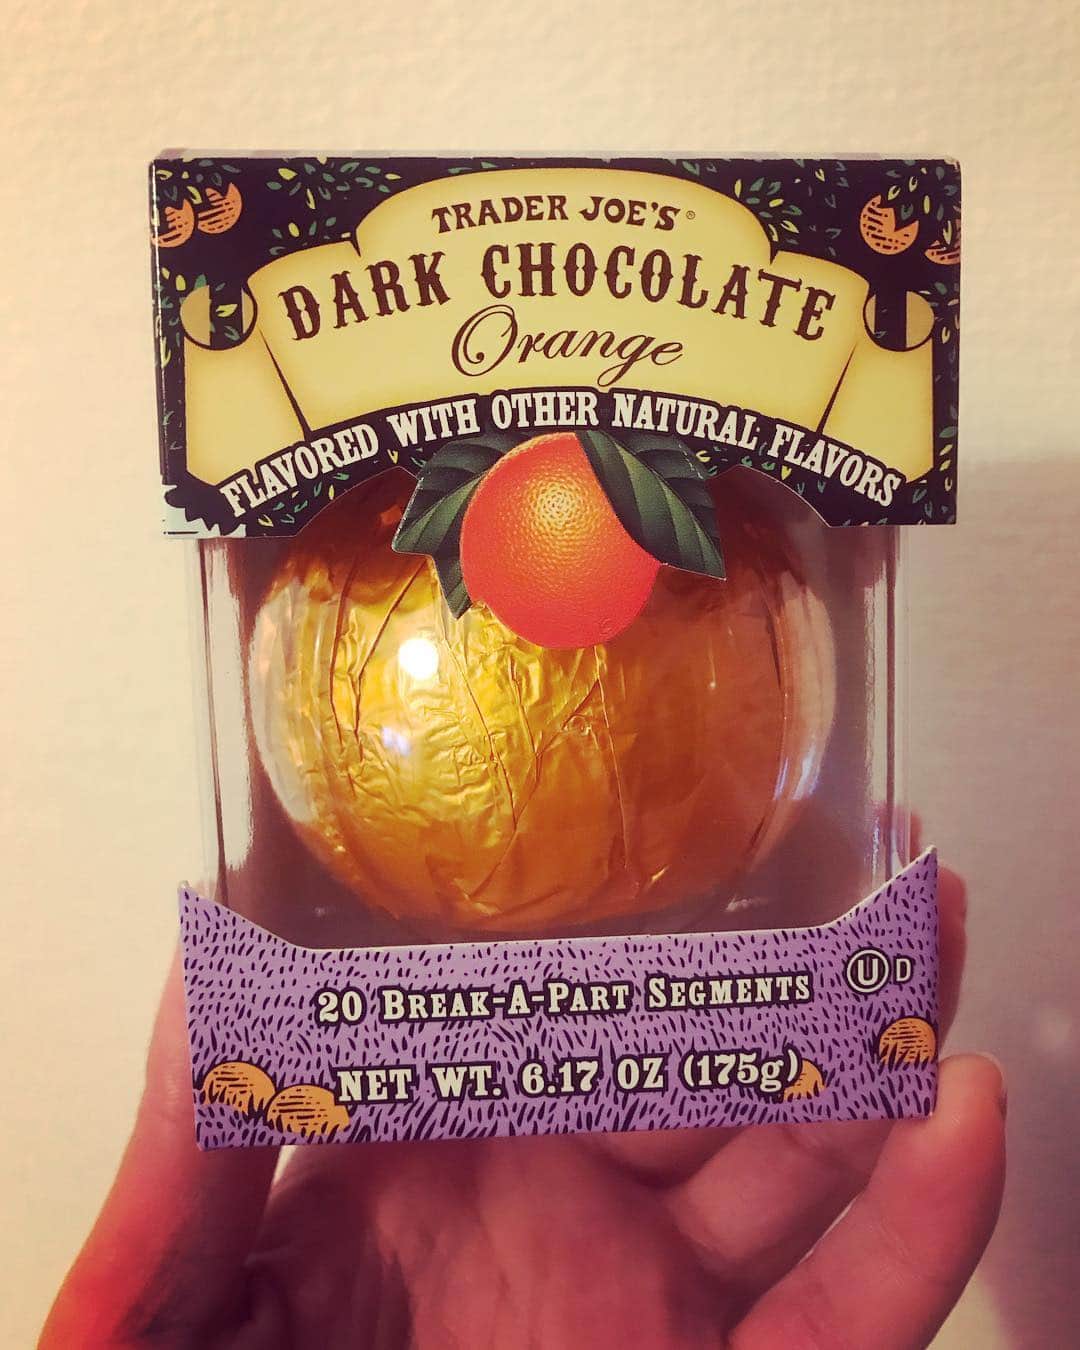 TRADER JOE'S®
DARK CHOCOLATE
Orange
FLAVORED WITH OTHER NATURAL FLAVORS
20 BREAK-A-PART SEGMENTS
U D
NET WT. 6.17 OZ (175g)